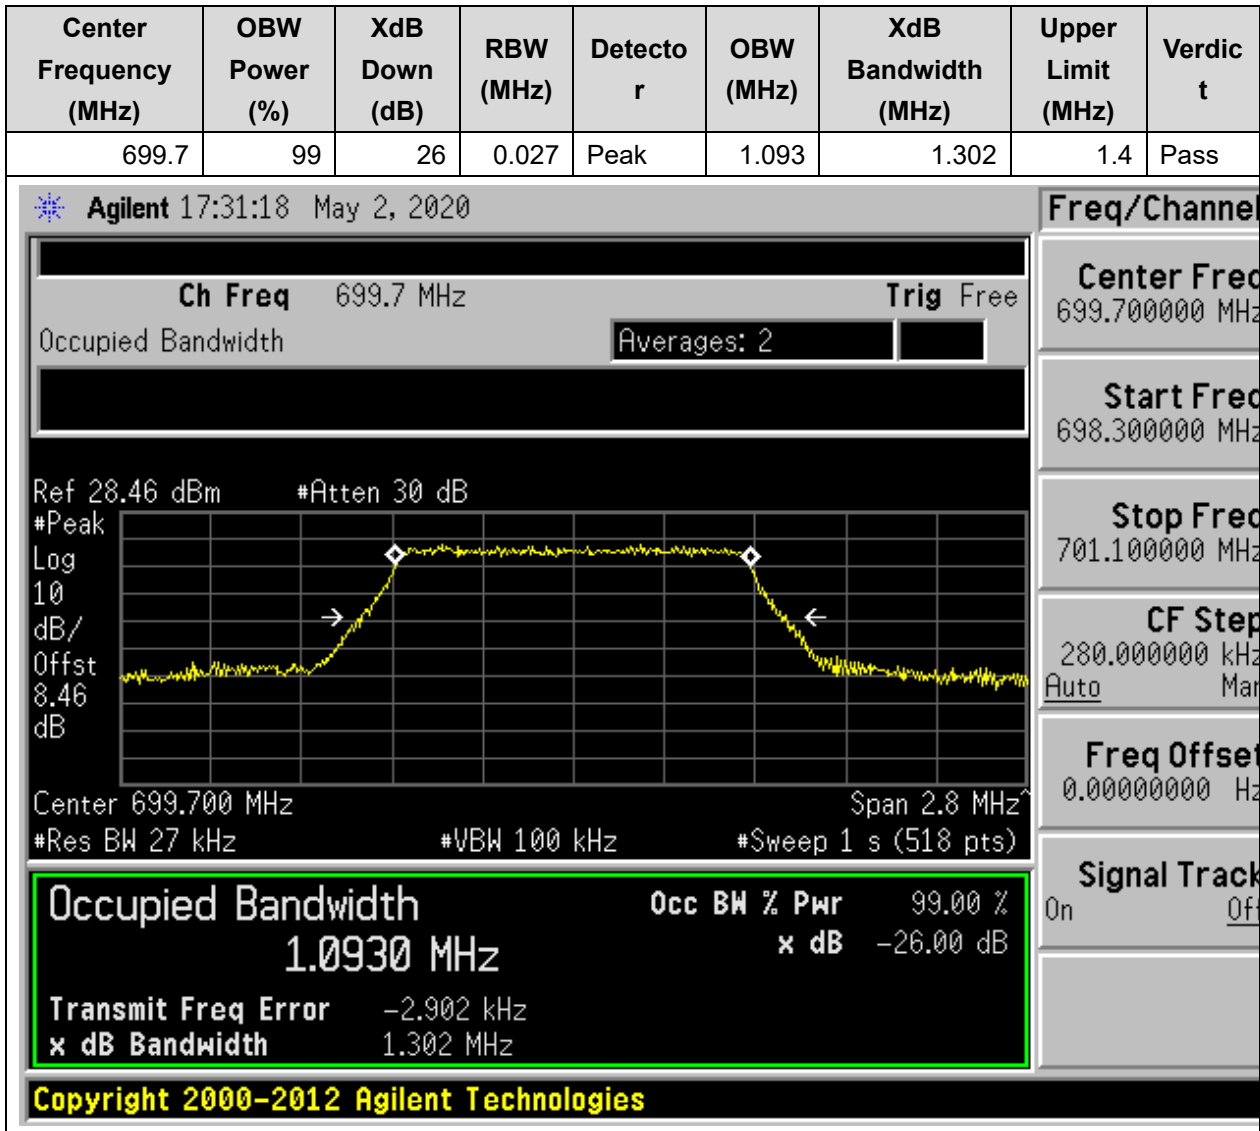 Center Frequency (MHz) OBW Power (%) XdB Down (dB) RBW (MHz) Detecto r OBW (MHz) XdB Bandwidth (MHz) Upper Limit (MHz) Verdic t
699.7 99 26 0.027 Peak 1.093 1.302 1.4 Pass
Agilent 17:31:18 May 2, 2020
Freq/Channel
Ch Freq 699.7 MHz Trig Free
Occupied Bandwidth Averages: 2
Center Freq
699.700000 MHz
Start Freq
698.300000 MHz
Stop Freq
701.100000 MHz
CF Step
280.000000 kHz
Auto Man
Freq Offset
0.00000000 Hz
Signal Track
On Off
Ref 28.46 dBm #Atten 30 dB
#Peak
Log
10
dB/
Offst
8.46
dB
Center 699.700 MHz Span 2.8 MHz^
#Res BW 27 kHz #VBW 100 kHz #Sweep 1 s (518 pts)
Occupied Bandwidth Occ BW % Pwr 99.00 %
1.0930 MHz x dB -26.00 dB
Transmit Freq Error -2.902 kHz
x dB Bandwidth 1.302 MHz
Copyright 2000-2012 Agilent Technologies